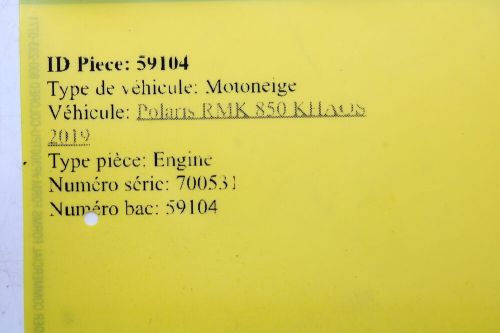 ID Piece: 59104
Type de véhicule: Motoneige
Véhicule: Polaris RMK 850 KHAOS
2019
Type pièce: Engine
Numéro série: 700531
Numéro bac: 59104